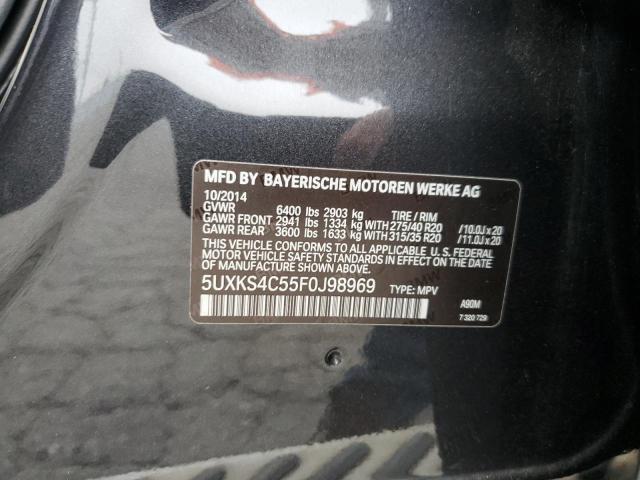 MFD BY BAYERISCHE MOTOREN WERKE AG
10/2014
GVWR 6400 lbs 2903 kg TIRE / RIM
GAWR FRONT 2941 lbs 1334 kg WITH 275/40 R20 /10.0J x 20
GAWR REAR 3600 lbs 1633 kg WITH 315/35 R20 /11.0J x 20
THIS VEHICLE CONFORMS TO ALL APPLICABLE U. S. FEDERAL
MOTOR VEHICLE SAFETY STANDARDS IN EFFECT ON THE DATE
OF MANUFACTURE SHOWN ABOVE.
5UXKS4C55F0J98969 TYPE: MPV
A90M
7 320 729